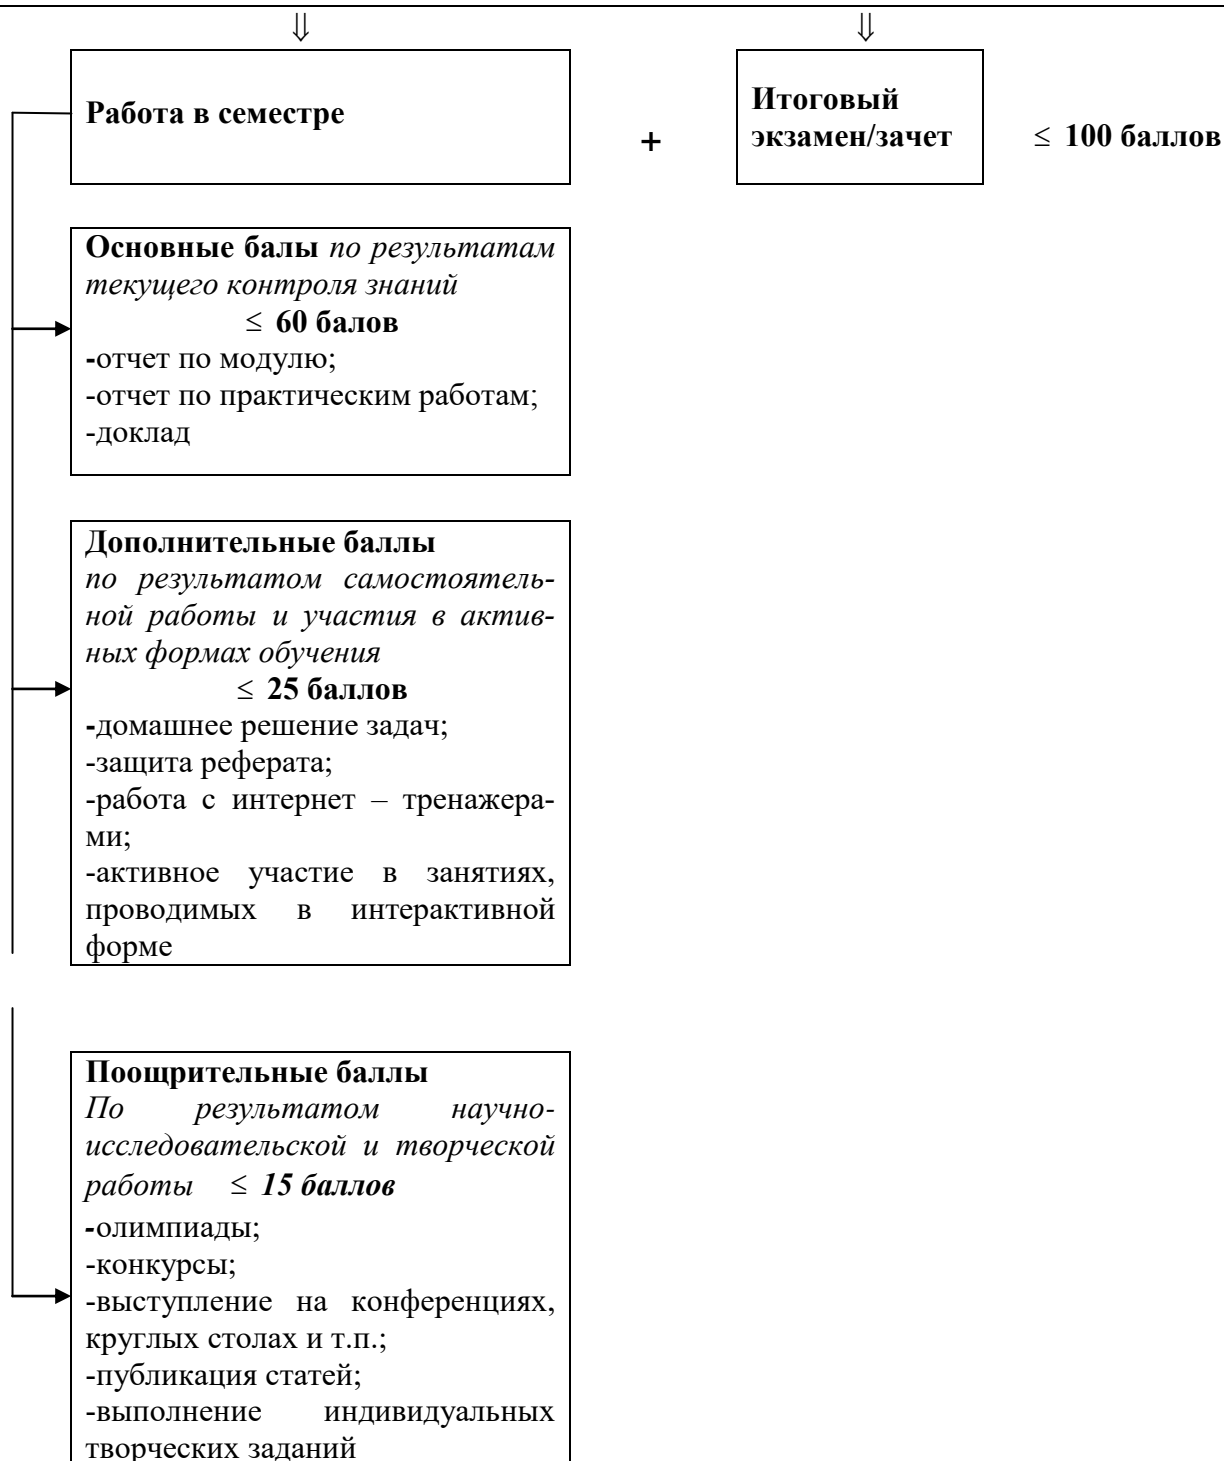 ⇓ ⇓
Работа в семестре
+
Итоговый
экзамен/зачет
≤ 100 баллов
Основные балы по результатам
текущего контроля знаний
≤ 60 балов
-отчет по модулю;
-отчет по практическим работам;
-доклад
Дополнительные баллы
по результатом самостоятель-
ной работы и участия в актив-
ных формах обучения
≤ 25 баллов
-домашнее решение задач;
-защита реферата;
-работа с интернет – тренажера-
ми;
-активное участие в занятиях,
проводимых в интерактивной
форме
Поощрительные баллы
По результатом научно-
исследовательской и творческой
работы ≤ 15 баллов
-олимпиады;
-конкурсы;
-выступление на конференциях,
круглых столах и т.п.;
-публикация статей;
-выполнение индивидуальных
творческих заданий